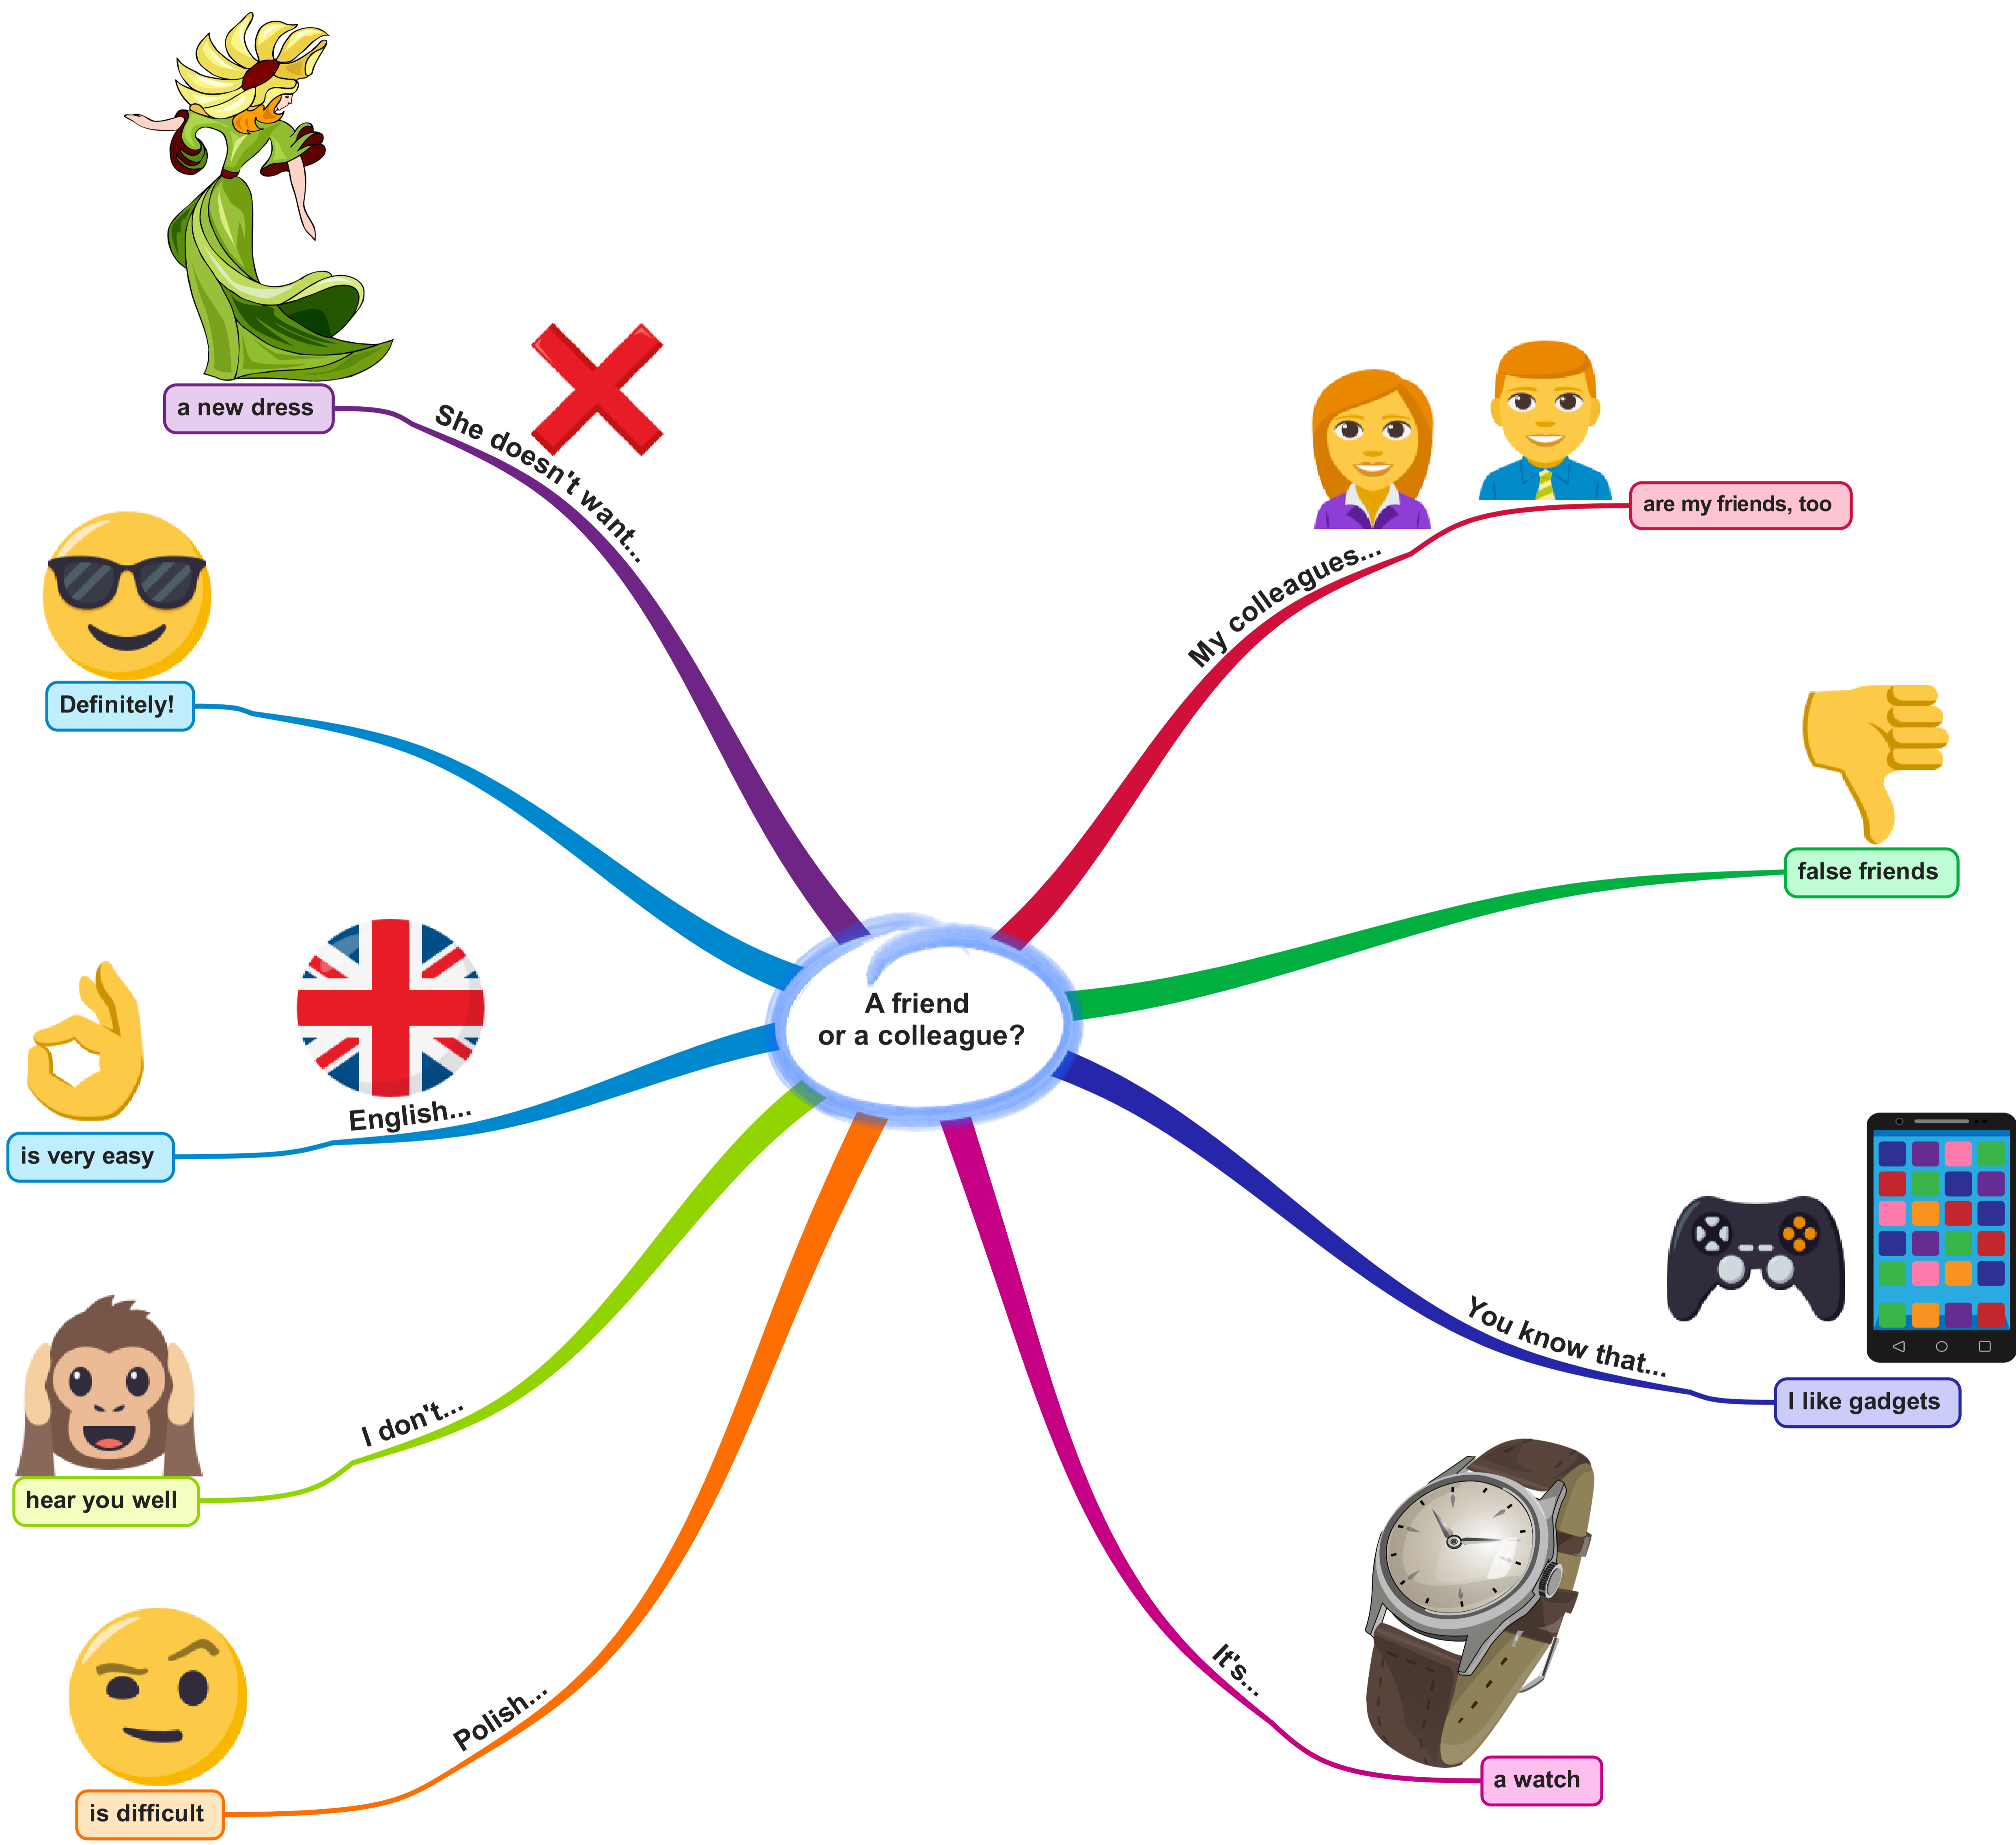 A friend
or a colleague?
My colleagues...
are my friends, too
false friends
You know that...
I like gadgets
It's...
a watch
Polish...
is difficult
I don't...
hear you well
English...
is very easy
Definitely!
She doesn't want...
a new dress